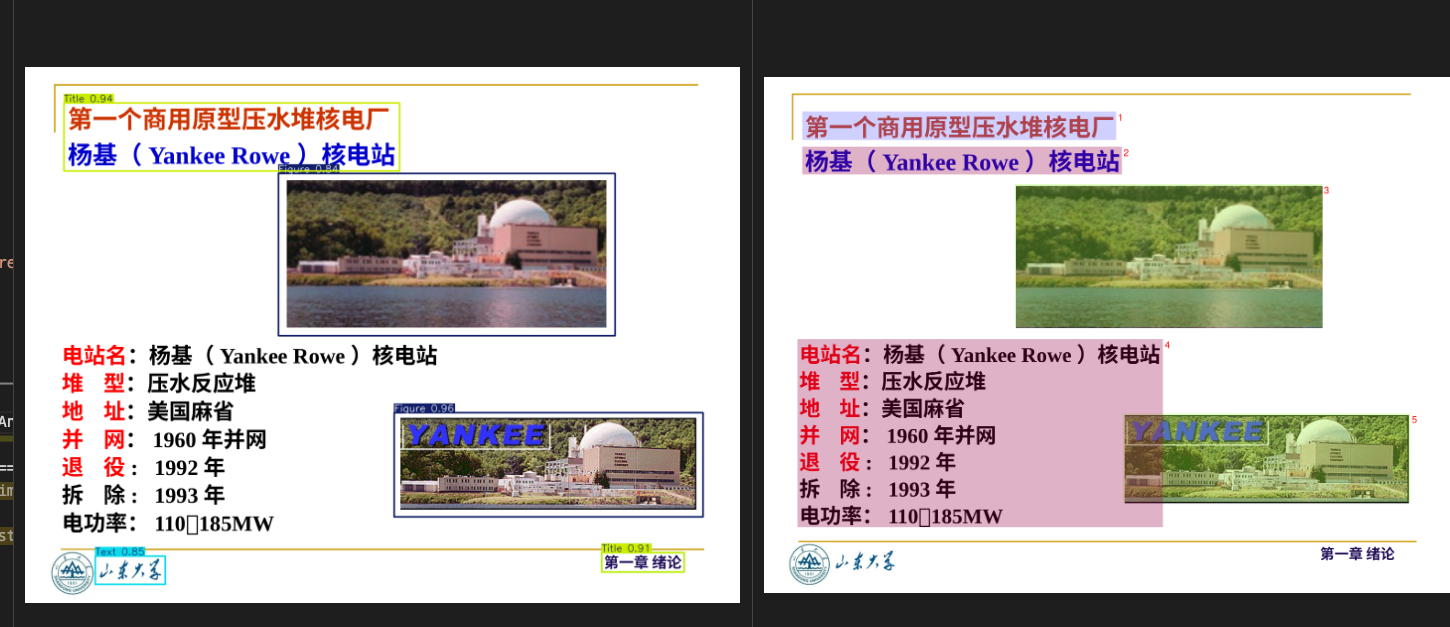 Title 0.94
第一个商用原型压水堆核电厂
杨基（ Yankee Rowe ）核电站
电站名：杨基（ Yankee Rowe ）核电站
堆 型：压水反应堆
地 址：美国麻省
并 网： 1960 年并网
退 役： 1992 年
拆 除： 1993 年
电功率： 110□185MW
Figure 0.96
YANKEE
Text 0.85
山东大学
Title 0.91
第一章 绪论
第一个商用原型压水堆核电厂 1
杨基（ Yankee Rowe ）核电站 2
3
电站名：杨基（ Yankee Rowe ）核电站 4
堆 型：压水反应堆
地 址：美国麻省
并 网： 1960 年并网
退 役： 1992 年
拆 除： 1993 年
电功率： 110□185MW
YANKEE 5
山东大学
第一章 绪论
re
Ar
==
im
st